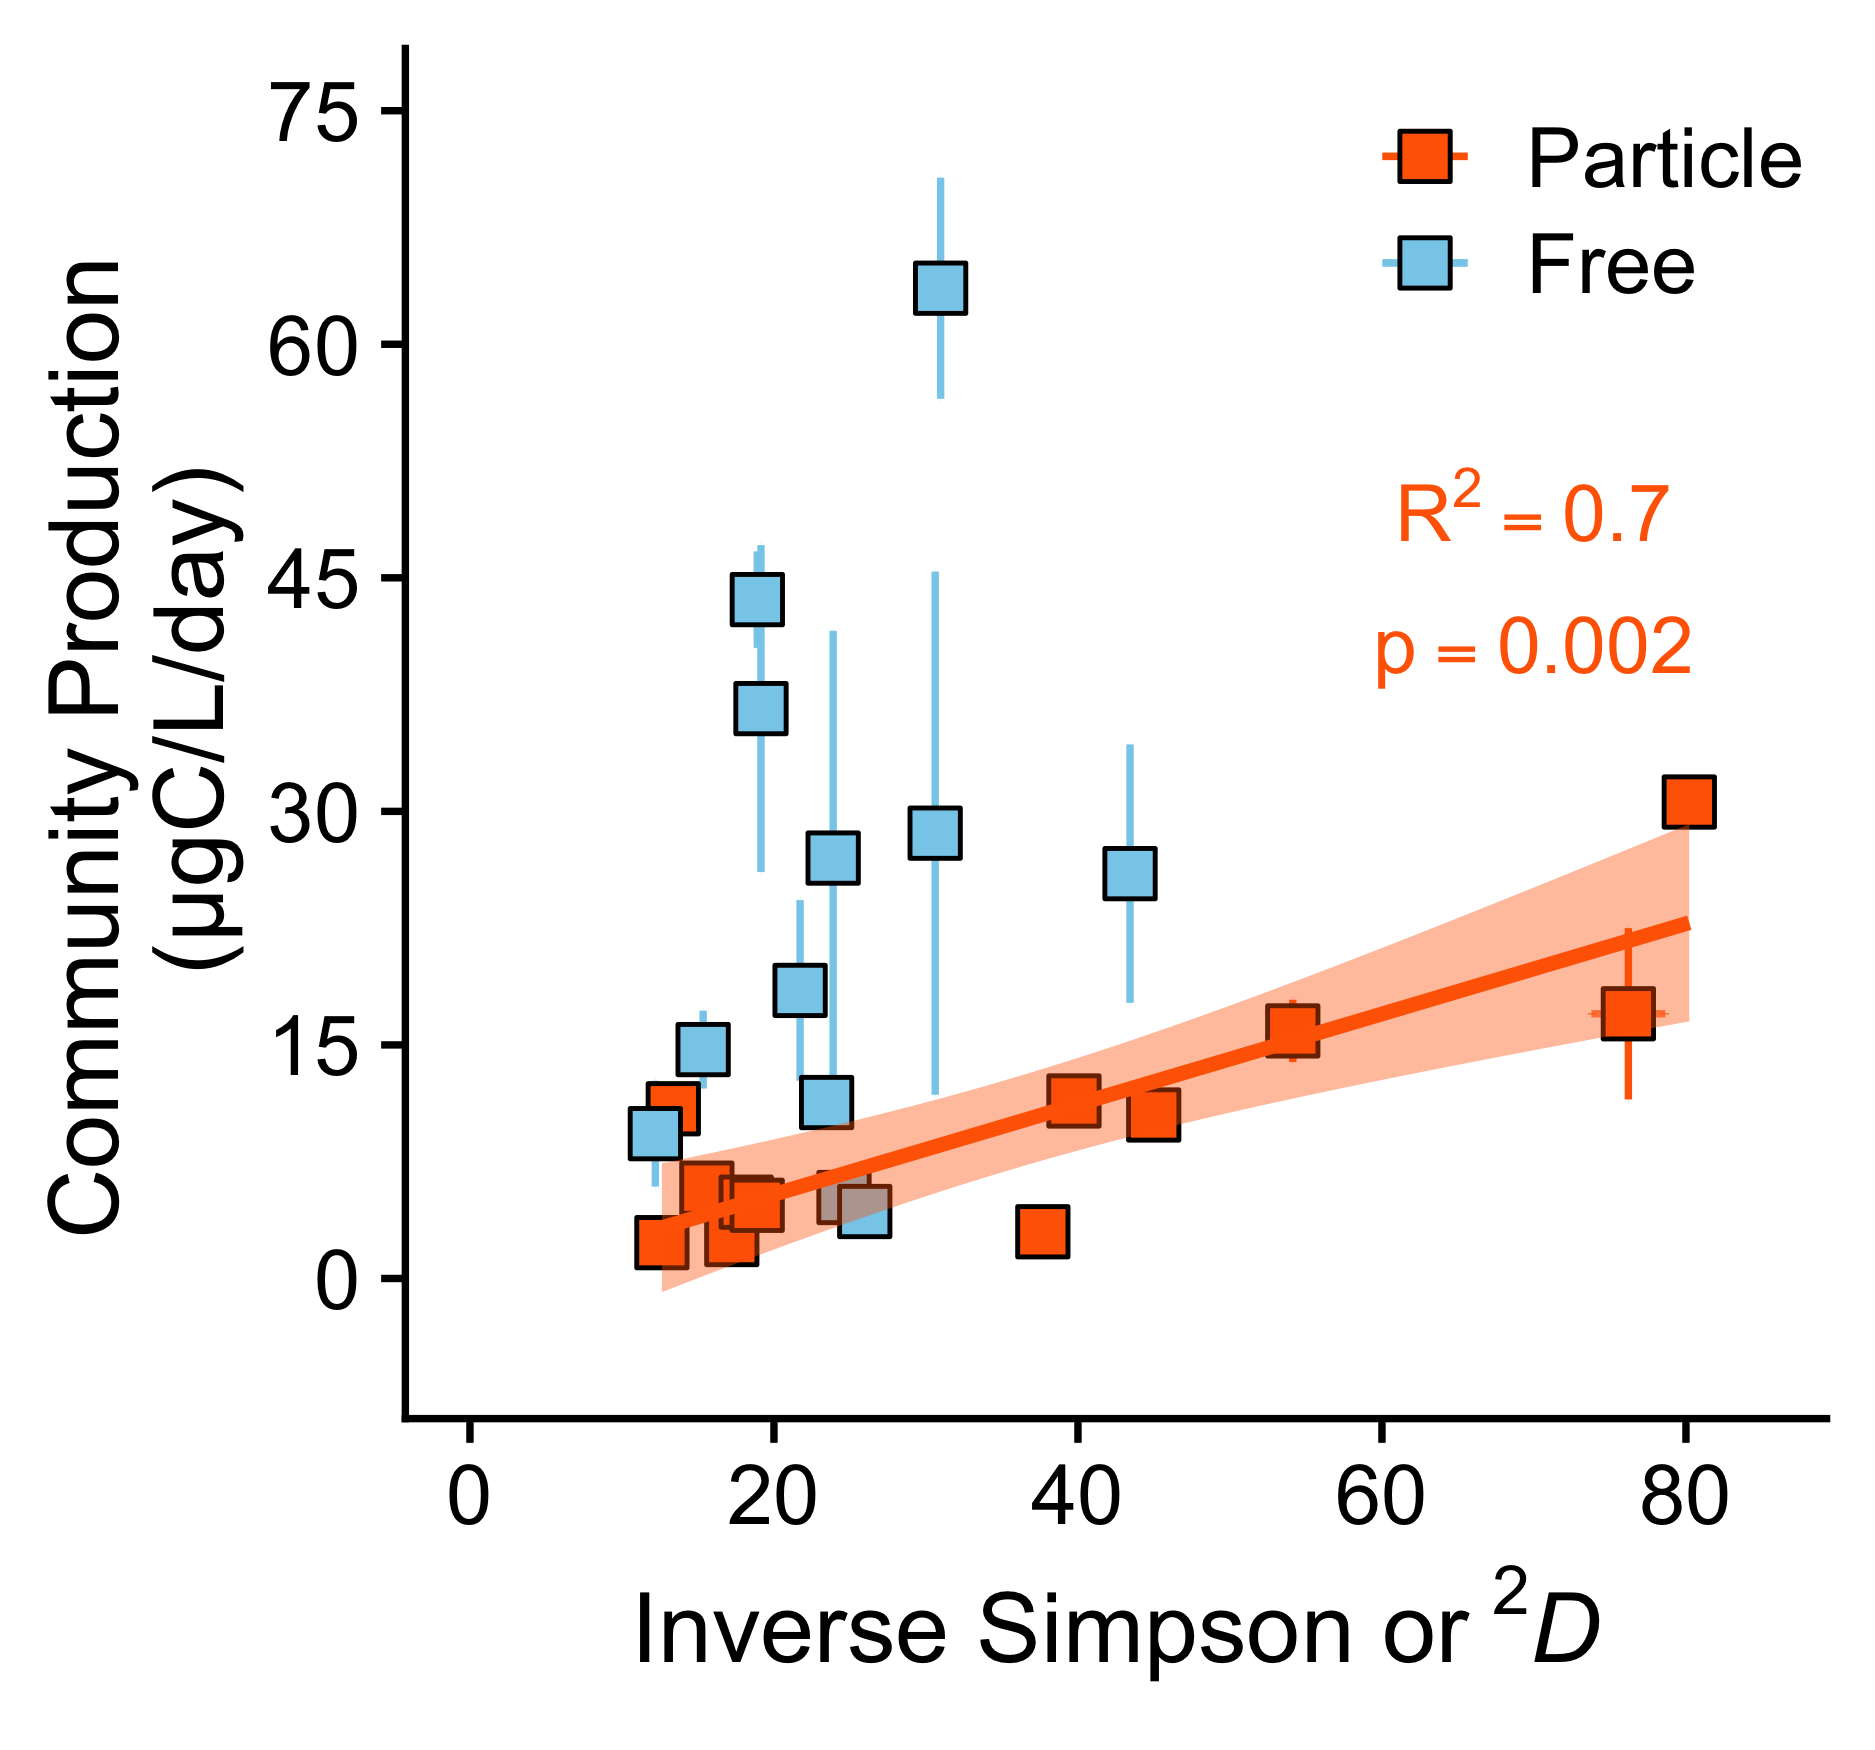 Community Production
(µgC/L/day)
75
60
45
30
15
0
Particle
Free
R² = 0.7
p = 0.002
0 20 40 60 80
Inverse Simpson or ²D